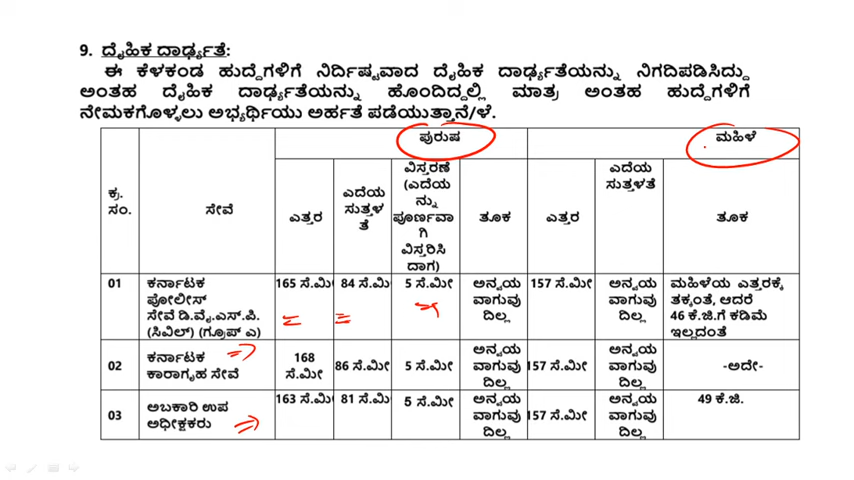 9. ದೈಹಿಕ ದಾರ್ಢ್ಯತೆ:
ಈ ಕೆಳಕಂಡ ಹುದ್ದೆಗಳಿಗೆ ನಿರ್ದಿಷ್ಟವಾದ ದೈಹಿಕ ದಾರ್ಢ್ಯತೆಯನ್ನು ನಿಗದಿಪಡಿಸಿದ್ದು
ಅಂತಹ ದೈಹಿಕ ದಾರ್ಢ್ಯತೆಯನ್ನು ಹೊಂದಿದ್ದಲ್ಲಿ ಮಾತ್ರ ಅಂತಹ ಹುದ್ದೆಗಳಿಗೆ
ನೇಮಕಗೊಳ್ಳಲು ಅಭ್ಯರ್ಥಿಯು ಅರ್ಹತೆ ಪಡೆಯುತ್ತಾನೆ/ಳೆ.
ಪುರುಷ
ಮಹಿಳೆ
ಕ್ರ.
ಸಂ.
ಸೇವೆ
ಎತ್ತರ
ಎದೆಯ
ಸುತ್ತಳ
ತೆ
ವಿಸ್ತರಣೆ
(ಎದೆಯ
ನ್ನು
ಪೂರ್ಣವಾ
ಗಿ
ವಿಸ್ತರಿಸಿ
ದಾಗ)
ತೂಕ
ಎತ್ತರ
ಎದೆಯ
ಸುತ್ತಳತೆ
ತೂಕ
01
ಕರ್ನಾಟಕ
ಪೋಲೀಸ್
ಸೇವೆ ಡಿ.ವೈ.ಎಸ್.ಪಿ.
(ಸಿವಿಲ್) (ಗ್ರೂಪ್ ಎ)
165 ಸೆ.ಮಿ
84 ಸೆ.ಮಿ
5 ಸೆ.ಮೀ
ಅನ್ವಯ
ವಾಗುವು
ದಿಲ್ಲ
157 ಸೆ.ಮೀ
ಅನ್ವಯ
ವಾಗುವು
ದಿಲ್ಲ
ಮಹಿಳೆಯ ಎತ್ತರಕ್ಕೆ
ತಕ್ಕಂತೆ, ಆದರೆ
46 ಕೆ.ಜಿ.ಗೆ ಕಡಿಮೆ
ಇಲ್ಲದಂತೆ
02
ಕರ್ನಾಟಕ
ಕಾರಾಗೃಹ ಸೇವೆ
168
ಸೆ.ಮೀ
86 ಸೆ.ಮೀ
5 ಸೆ.ಮೀ
ಅನ್ವಯ
ವಾಗುವು
ದಿಲ್ಲ
157 ಸೆ.ಮೀ
ಅನ್ವಯ
ವಾಗುವು
ದಿಲ್ಲ
-ಅದೇ-
03
ಅಬಕಾರಿ ಉಪ
ಅಧೀಕ್ಷಕರು
163 ಸೆ.ಮಿ
81 ಸೆ.ಮಿ
5 ಸೆ.ಮೀ
ಅನ್ವಯ
ವಾಗುವು
ದಿಲ್ಲ
157 ಸೆ.ಮೀ
ಅನ್ವಯ
ವಾಗುವು
ದಿಲ್ಲ
49 ಕೆ.ಜಿ.